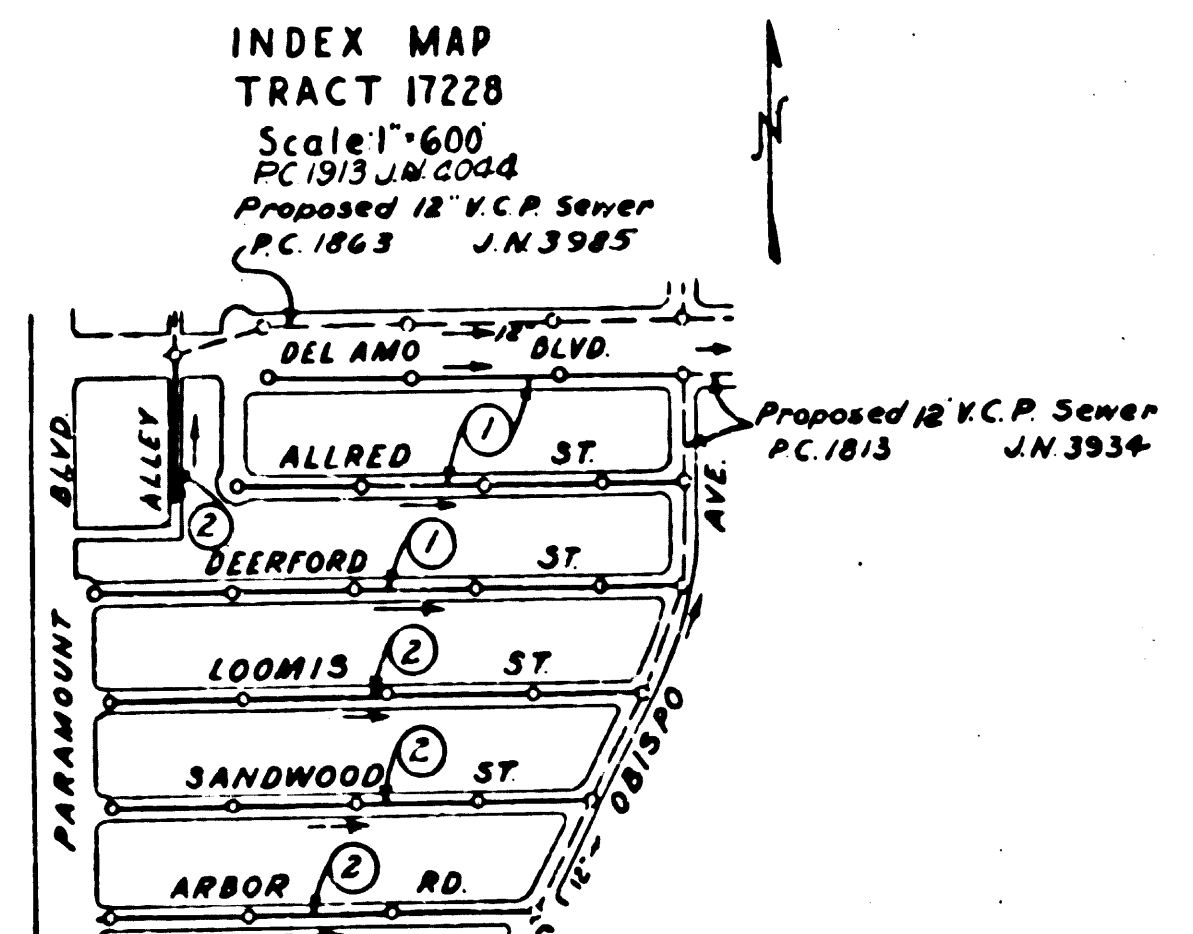 INDEX MAP
TRACT 17228
Scale: 1" = 600'
P.C. 1913 J.N. 4044
Proposed 12" V.C.P. Sewer
P.C. 1863 J.N. 3985
N
12"
DEL AMO BLVD.
Proposed 12" V.C.P. Sewer
P.C. 1813 J.N. 3934
1
ALLRED ST.
BLVD.
ALLEY
AVE.
2
1
DEERFORD ST.
2
LOOMIS ST.
PARAMOUNT
OBISPO
2
SANDWOOD ST.
2
ARBOR RD.
12"